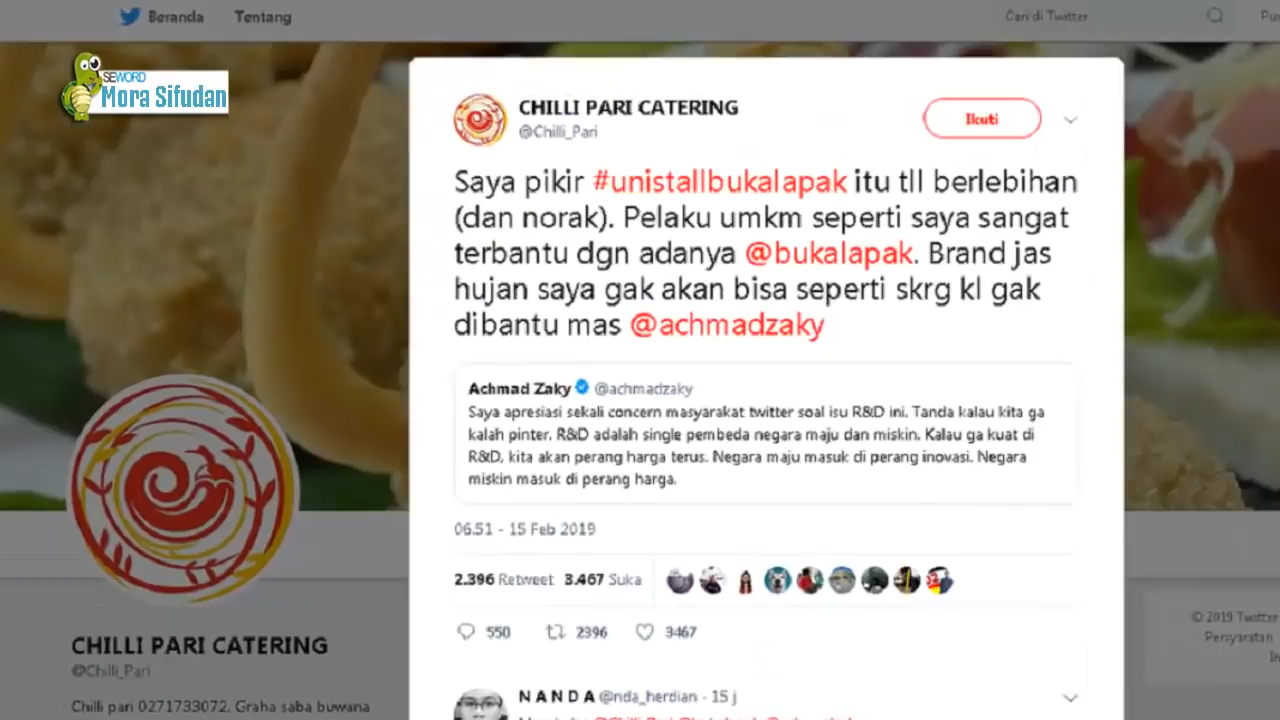 Beranda Tentang Cari di Twitter
SEWORD
Mora Sifudan
CHILLI PARI CATERING
@Chilli_Pari
Ikuti
Saya pikir #unistallbukalapak itu tll berlebihan
(dan norak). Pelaku umkm seperti saya sangat
terbantu dgn adanya @bukalapak. Brand jas
hujan saya gak akan bisa seperti skrg kl gak
dibantu mas @achmadzaky
Achmad Zaky @achmadzaky
Saya apresiasi sekali concern masyarakat twitter soal isu R&D ini. Tanda kalau kita ga
kalah pinter. R&D adalah single pembeda negara maju dan miskin. Kalau ga kuat di
R&D, kita akan perang harga terus. Negara maju masuk di perang inovasi. Negara
miskin masuk di perang harga.
06.51 - 15 Feb 2019
2.396 Retweet 3.467 Suka
550 2396 3467
N A N D A @nda_herdian · 15 j
CHILLI PARI CATERING
@Chilli_Pari
Chilli pari 0271733072. Graha saba buwana
© 2019 Twitter
Persyaratan